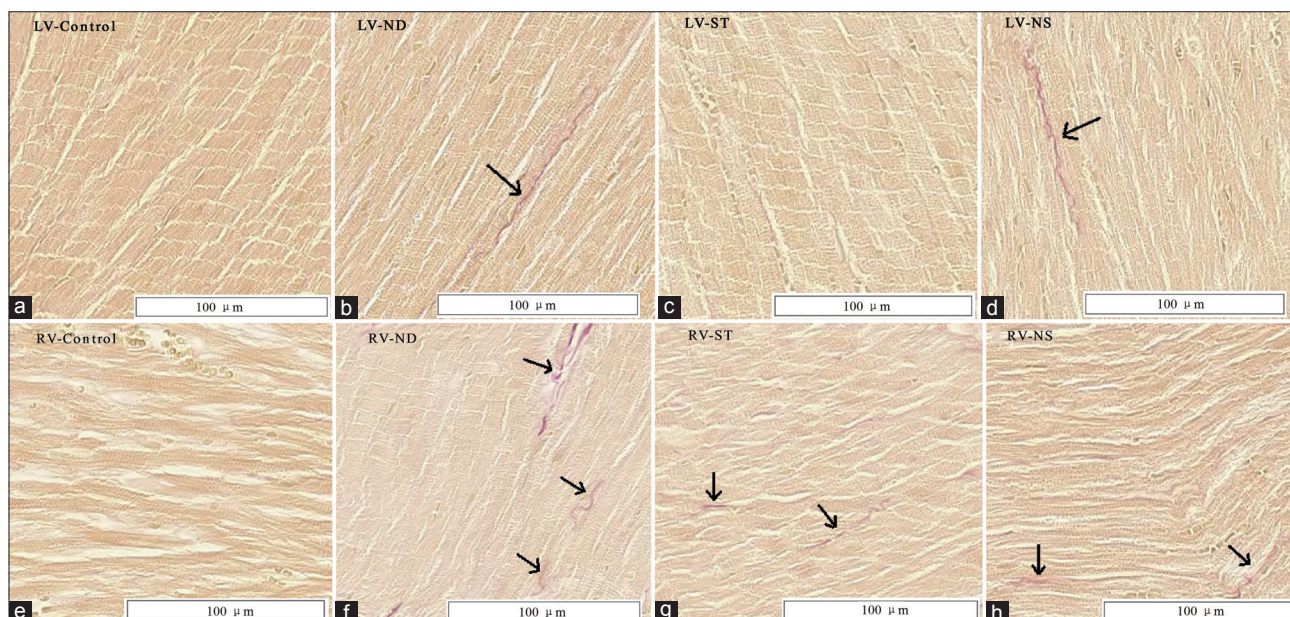 LV-Control
LV-ND
LV-ST
LV-NS
a
100 μm
b
100 μm
c
100 μm
d
100 μm
RV-Control
RV-ND
RV-ST
RV-NS
e
100 μm
f
100 μm
g
100 μm
h
100 μm